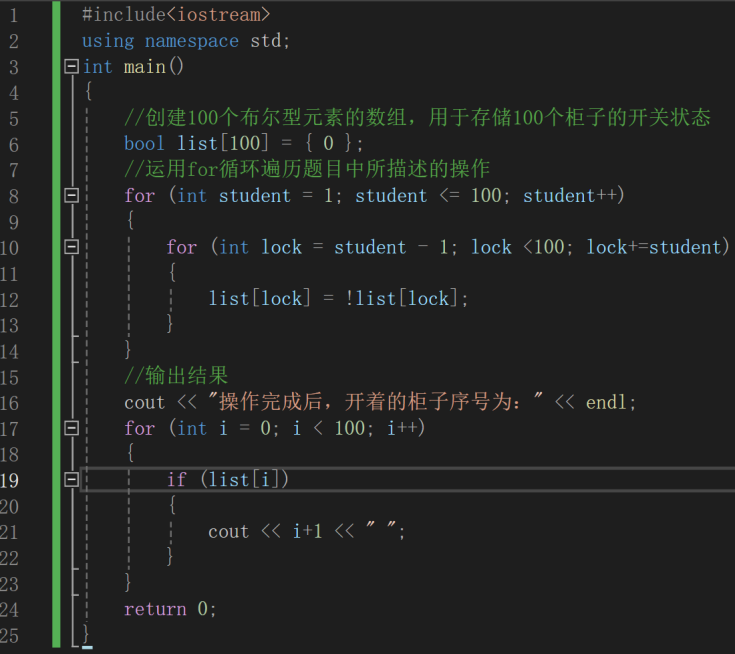 1 #include<iostream>
2 using namespace std;
3 int main()
4 {
5 //创建100个布尔型元素的数组，用于存储100个柜子的开关状态
6 bool list[100] = { 0 };
7 //运用for循环遍历题目中所描述的操作
8 for (int student = 1; student <= 100; student++)
9 {
10 for (int lock = student - 1; lock <100; lock+=student)
11 {
12 list[lock] = !list[lock];
13 }
14 }
15 //输出结果
16 cout << "操作完成后，开着的柜子序号为：" << endl;
17 for (int i = 0; i < 100; i++)
18 {
19 if (list[i])
20 {
21 cout << i+1 << " ";
22 }
23 }
24 return 0;
25 }